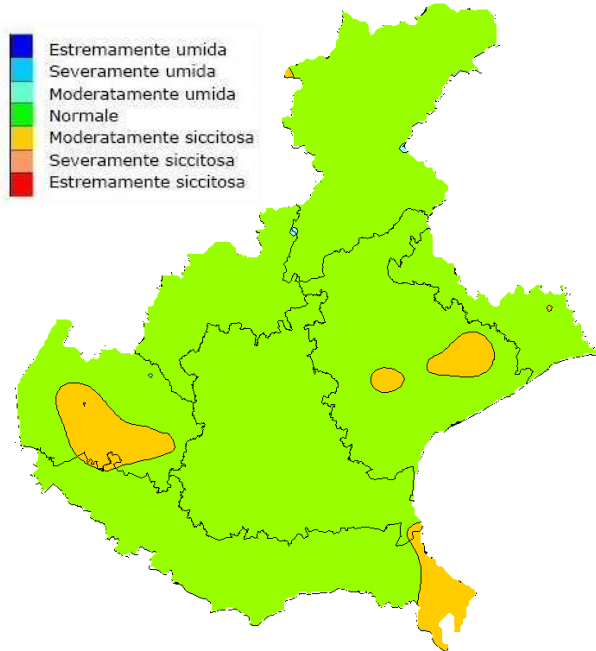 Estremamente umida
Severamente umida
Moderatamente umida
Normale
Moderatamente siccitosa
Severamente siccitosa
Estremamente siccitosa